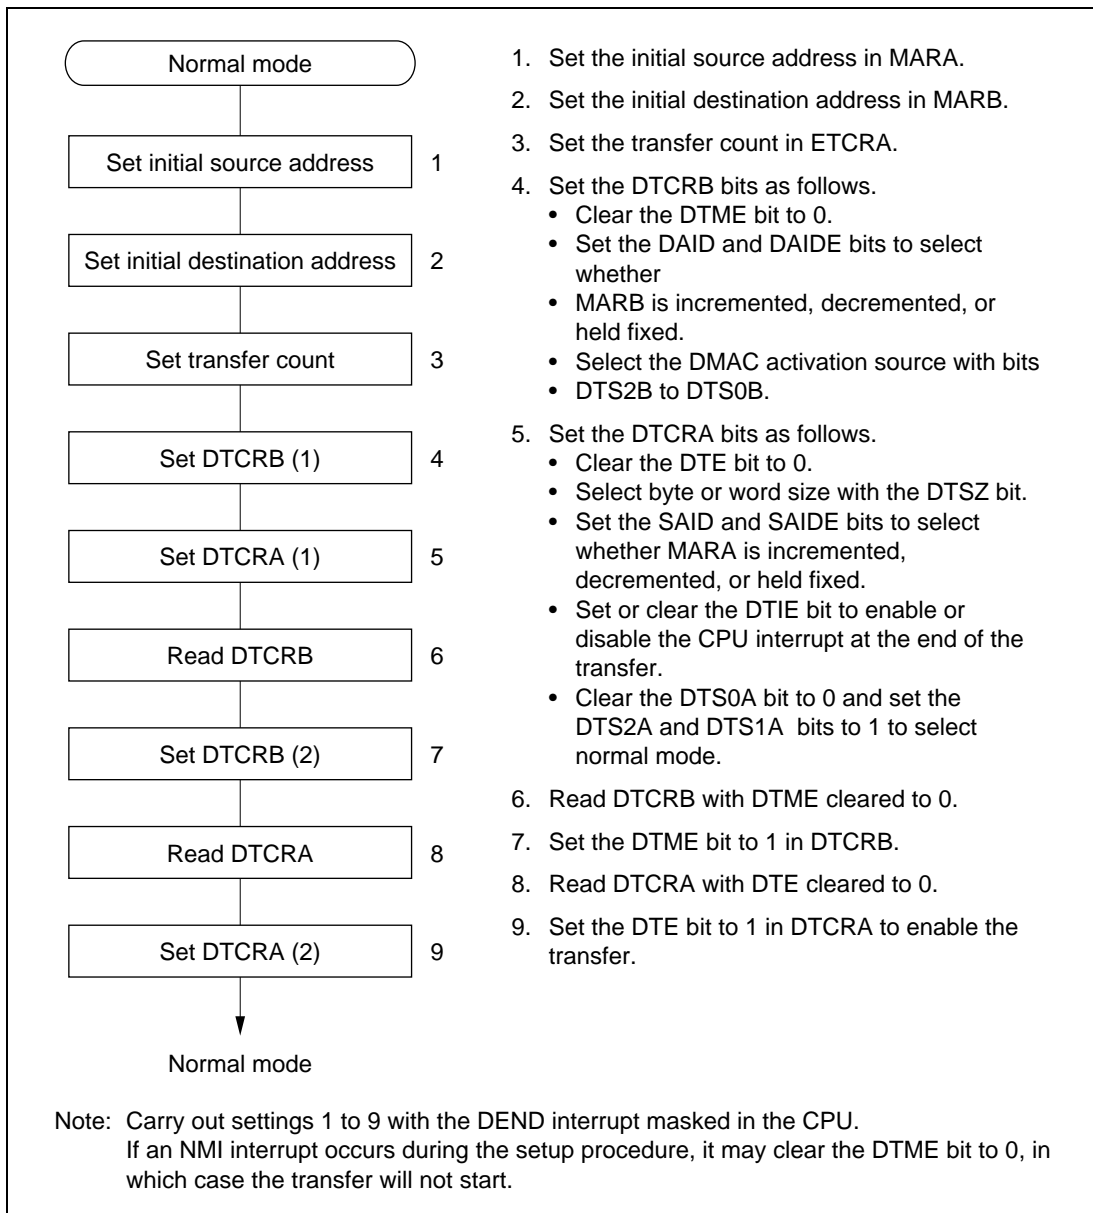 Normal mode
Set initial source address 1
Set initial destination address 2
Set transfer count 3
Set DTCRB (1) 4
Set DTCRA (1) 5
Read DTCRB 6
Set DTCRB (2) 7
Read DTCRA 8
Set DTCRA (2) 9
Normal mode
1. Set the initial source address in MARA.
2. Set the initial destination address in MARB.
3. Set the transfer count in ETCRA.
4. Set the DTCRB bits as follows.
• Clear the DTME bit to 0.
• Set the DAID and DAIDE bits to select
whether
• MARB is incremented, decremented, or
held fixed.
• Select the DMAC activation source with bits
• DTS2B to DTS0B.
5. Set the DTCRA bits as follows.
• Clear the DTE bit to 0.
• Select byte or word size with the DTSZ bit.
• Set the SAID and SAIDE bits to select
whether MARA is incremented,
decremented, or held fixed.
• Set or clear the DTIE bit to enable or
disable the CPU interrupt at the end of the
transfer.
• Clear the DTS0A bit to 0 and set the
DTS2A and DTS1A bits to 1 to select
normal mode.
6. Read DTCRB with DTME cleared to 0.
7. Set the DTME bit to 1 in DTCRB.
8. Read DTCRA with DTE cleared to 0.
9. Set the DTE bit to 1 in DTCRA to enable the
transfer.
Note: Carry out settings 1 to 9 with the DEND interrupt masked in the CPU.
If an NMI interrupt occurs during the setup procedure, it may clear the DTME bit to 0, in
which case the transfer will not start.